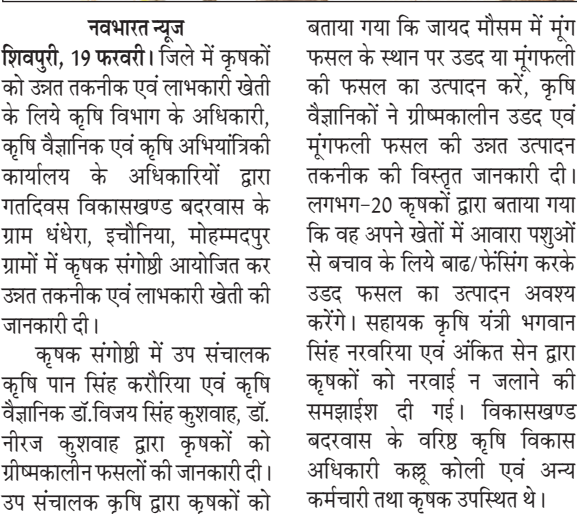 नवभारत न्यूज
शिवपुरी, 19 फरवरी। जिले में कृषकों
को उन्नत तकनीक एवं लाभकारी खेती
के लिये कृषि विभाग के अधिकारी,
कृषि वैज्ञानिक एवं कृषि अभियांत्रिकी
कार्यालय के अधिकारियों द्वारा
गतदिवस विकासखण्ड बदरवास के
ग्राम धंधेरा, इचौनिया, मोहम्मदपुर
ग्रामों में कृषक संगोष्ठी आयोजित कर
उन्नत तकनीक एवं लाभकारी खेती की
जानकारी दी।
कृषक संगोष्ठी में उप संचालक
कृषि पान सिंह करौरिया एवं कृषि
वैज्ञानिक डॉ.विजय सिंह कुशवाह, डॉ.
नीरज कुशवाह द्वारा कृषकों को
ग्रीष्मकालीन फसलों की जानकारी दी।
उप संचालक कृषि द्वारा कृषकों को
बताया गया कि जायद मौसम में मूंग
फसल के स्थान पर उडद या मूंगफली
की फसल का उत्पादन करें, कृषि
वैज्ञानिकों ने ग्रीष्मकालीन उडद एवं
मूंगफली फसल की उन्नत उत्पादन
तकनीक की विस्तृत जानकारी दी।
लगभग-20 कृषकों द्वारा बताया गया
कि वह अपने खेतों में आवारा पशुओं
से बचाव के लिये बाढ/फेंसिंग करके
उडद फसल का उत्पादन अवश्य
करेंगे। सहायक कृषि यंत्री भगवान
सिंह नरवरिया एवं अंकित सेन द्वारा
कृषकों को नरवाई न जलाने की
समझाईश दी गई। विकासखण्ड
बदरवास के वरिष्ठ कृषि विकास
अधिकारी कल्लू कोली एवं अन्य
कर्मचारी तथा कृषक उपस्थित थे।